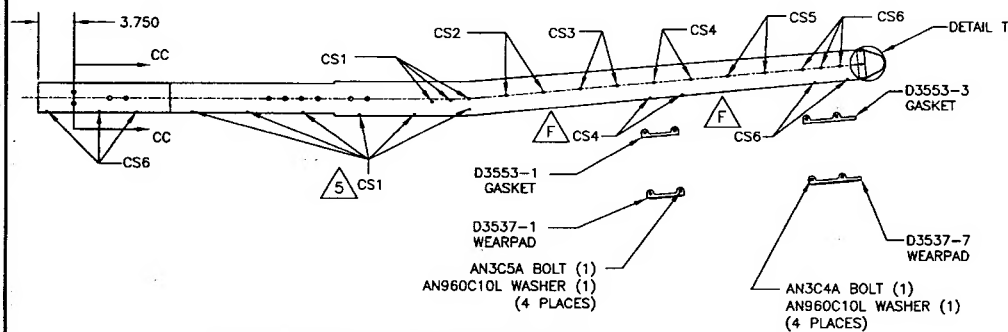 3.750
CC
CC
CS6
CS1
CS2
CS3
CS4
CS5
CS6
DETAIL T
5
CS1
F
CS4
F
CS6
D3553-3
GASKET
D3553-1
GASKET
D3537-1
WEARPAD
AN3C5A BOLT (1)
AN960C10L WASHER (1)
(4 PLACES)
D3537-7
WEARPAD
AN3C4A BOLT (1)
AN960C10L WASHER (1)
(4 PLACES)